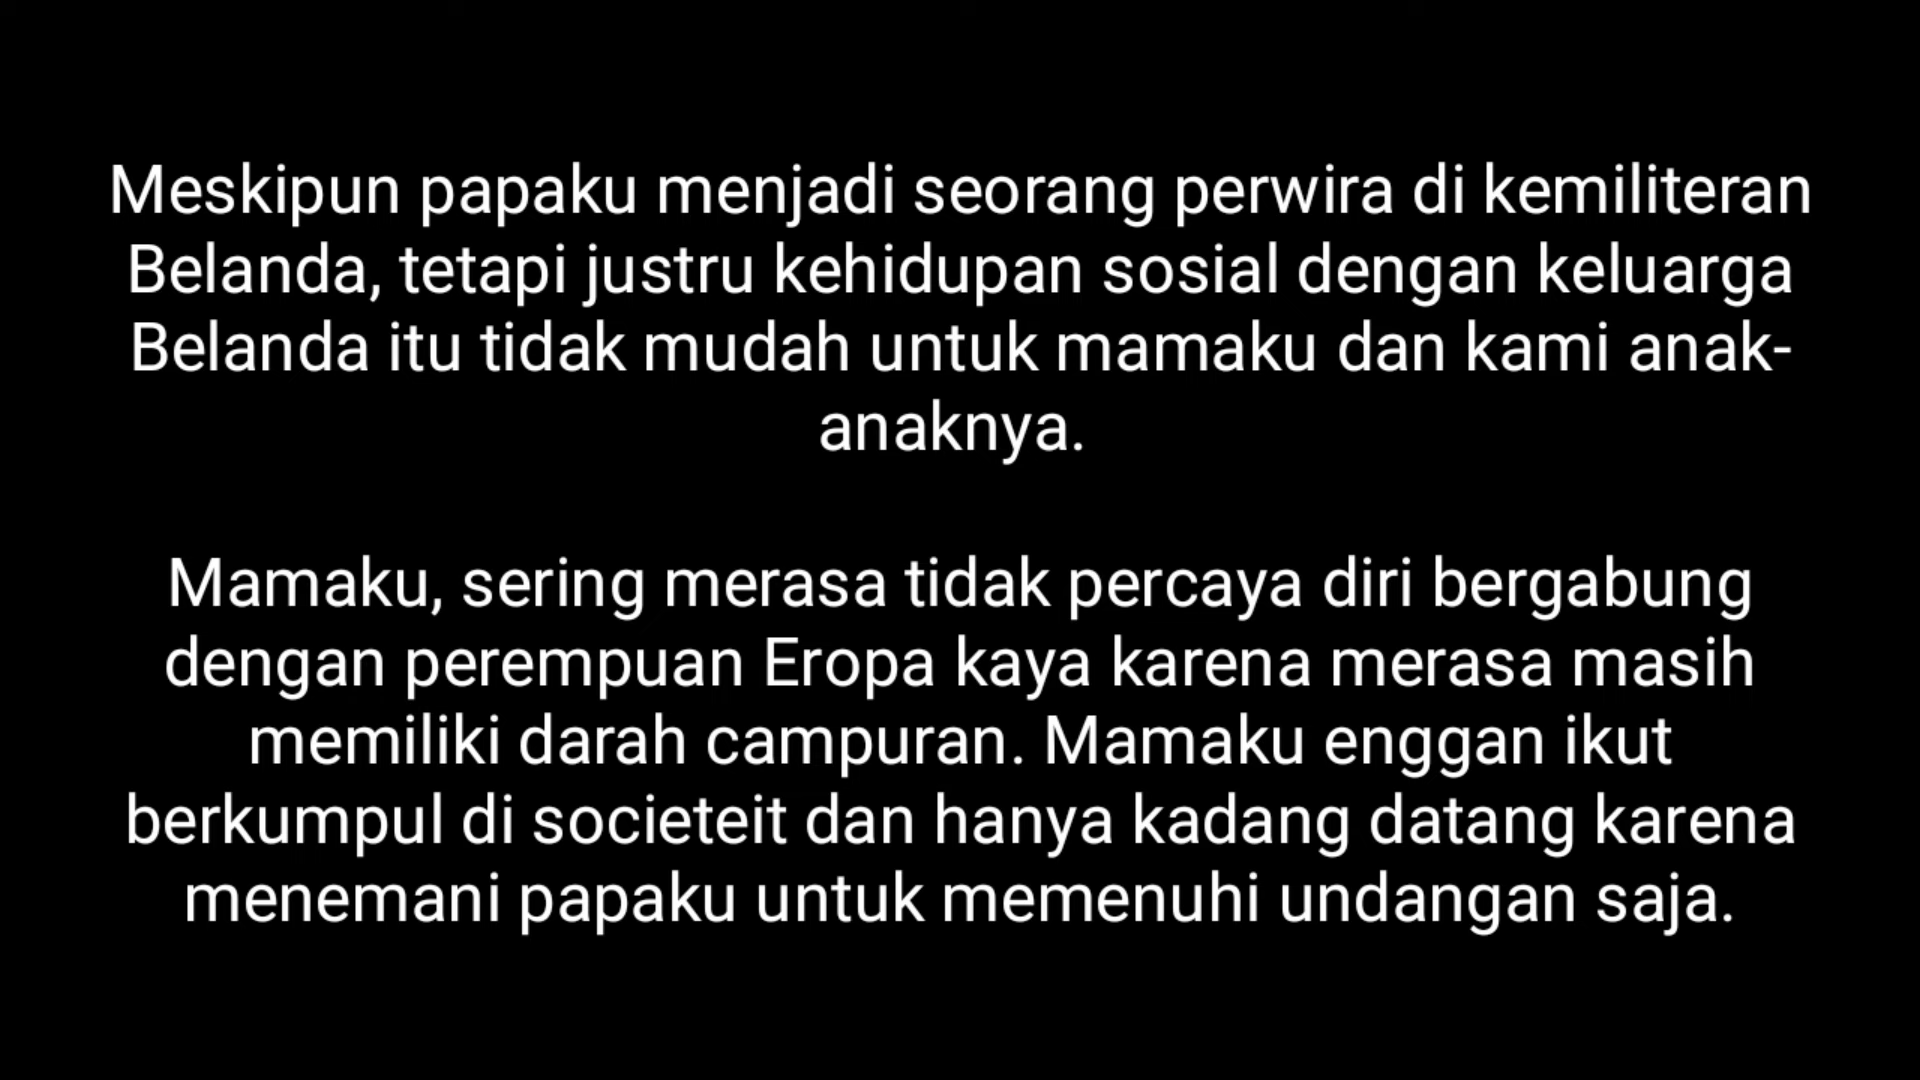 Meskipun papaku menjadi seorang perwira di kemiliteran
Belanda, tetapi justru kehidupan sosial dengan keluarga
Belanda itu tidak mudah untuk mamaku dan kami anak-
anaknya.
Mamaku, sering merasa tidak percaya diri bergabung
dengan perempuan Eropa kaya karena merasa masih
memiliki darah campuran. Mamaku enggan ikut
berkumpul di societeit dan hanya kadang datang karena
menemani papaku untuk memenuhi undangan saja.